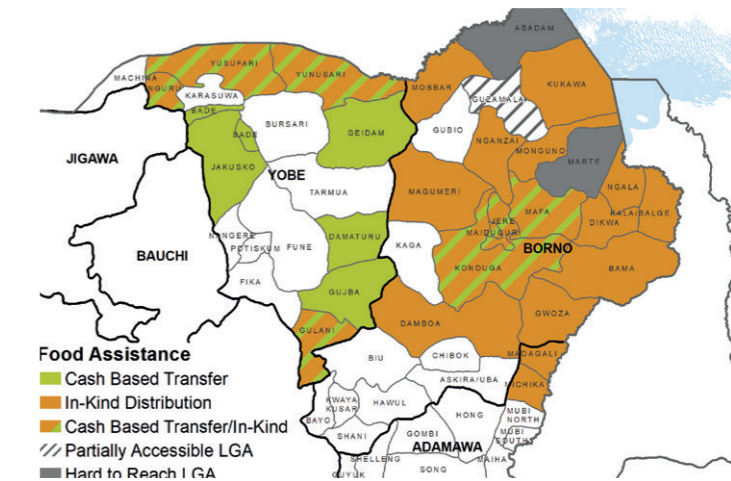 ABADAM
YUSUFARI
YUNUSARI
MACHINA
NGURU
KARASUWA
MOBBAR
KUKAWA
GUZAMALA
BADE
BURSARI
GEIDAM
GUBIO
BADE
NGANZAI
MONGUNO
MARTE
JIGAWA
JAKUSKO
YOBE
TARMUA
MAGUMERI
NGALA
MAFA
KALA/BALGE
JERE
DIKWA
MAIDUGURI
NANGERE
POTISKUM
FUNE
DAMATURU
KAGA
BORNO
BAUCHI
KONDUGA
BAMA
FIKA
GUJBA
GWOZA
GULANI
DAMBOA
MADAGALI
BIU
CHIBOK
ASKIRA/UBA
MICHIKA
KWAYA
KUSAR
HAWUL
BAYO
HONG
MUBI
NORTH
MUBI
SOUTH
SHANI
GOMBI
ADAMAWA
MAIHA
SHELLENG
SONG
GUYUK
Food Assistance
Cash Based Transfer
In-Kind Distribution
Cash Based Transfer/In-Kind
Partially Accessible LGA
Hard to Reach LGA